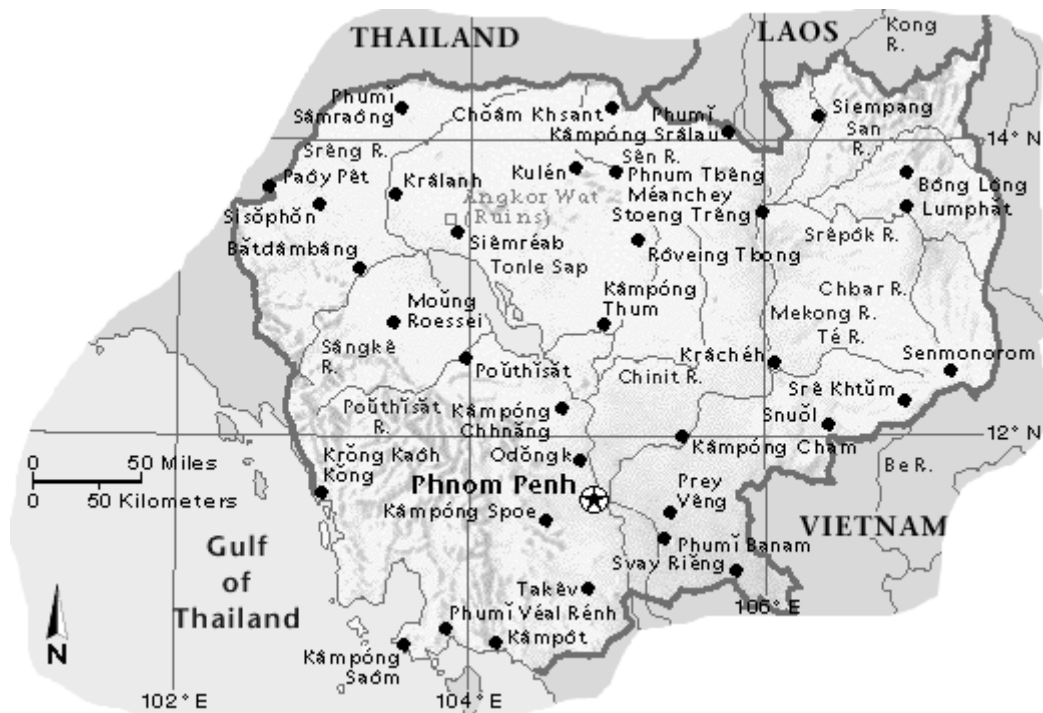 THAILAND
LAOS
Kong
R.
Phumĭ
Sâmraông
Chŏâm Khsant
Phumĭ
Kâmpóng Srâlau
Siempang
San
R.
14° N
Srêng R.
Sên R.
Paôy Pêt
Krâlanh
Kulén
Phnum Tbêng
Méanchey
Bông Lông
Lumphat
Sisŏphŏn
Angkor Wat
(Ruins)
Stoeng Trêng
Srêpôk R.
Bătdâmbâng
Siĕmréab
Rôveing Tbong
Tonle Sap
Chbar R.
Moŭng
Roessei
Kâmpóng
Thum
Mekong R.
Té R.
Sângkê
R.
Poŭthĭsăt
Krâchéh
Chinit R.
Senmonorom
Srê Khtŭm
Poŭthĭsăt
R.
Kâmpóng
Chhnăng
Snuŏl
12° N
0 50 Miles
0 50 Kilometers
Krŏng Kaôh
Kŏng
Odŏngk
Kâmpóng Cham
Be R.
Phnom Penh
Prey
Vêng
Kâmpóng Spoe
VIETNAM
Gulf
of
Thailand
Phumĭ Banam
Svay Riĕng
Takêv
106° E
Phumĭ Véal Rénh
Kâmpôt
N
Kâmpóng
Saôm
102° E
104° E